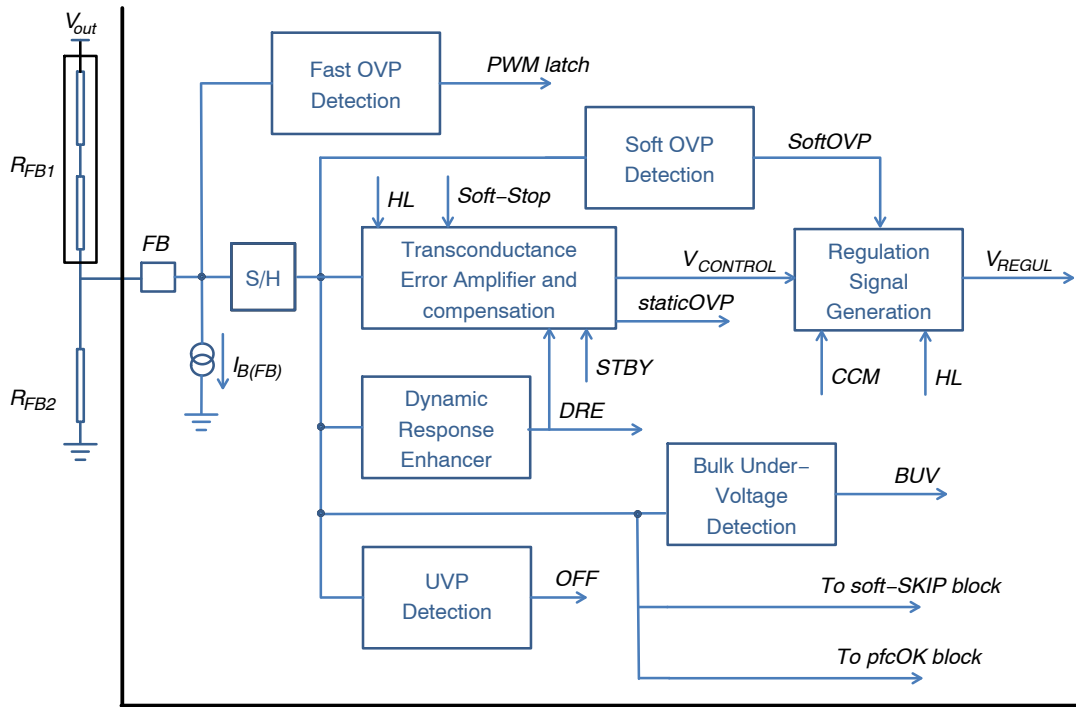 Vout
Fast OVP
Detection
PWM latch
Soft OVP
Detection
SoftOVP
RFB1
HL
Soft−Stop
FB
S/H
Transconductance
Error Amplifier and
compensation
VCONTROL
staticOVP
Regulation
Signal
Generation
VREGUL
IB(FB)
STBY
CCM
HL
RFB2
Dynamic
Response
Enhancer
DRE
Bulk Under−
Voltage
Detection
BUV
UVP
Detection
OFF
To soft−SKIP block
To pfcOK block